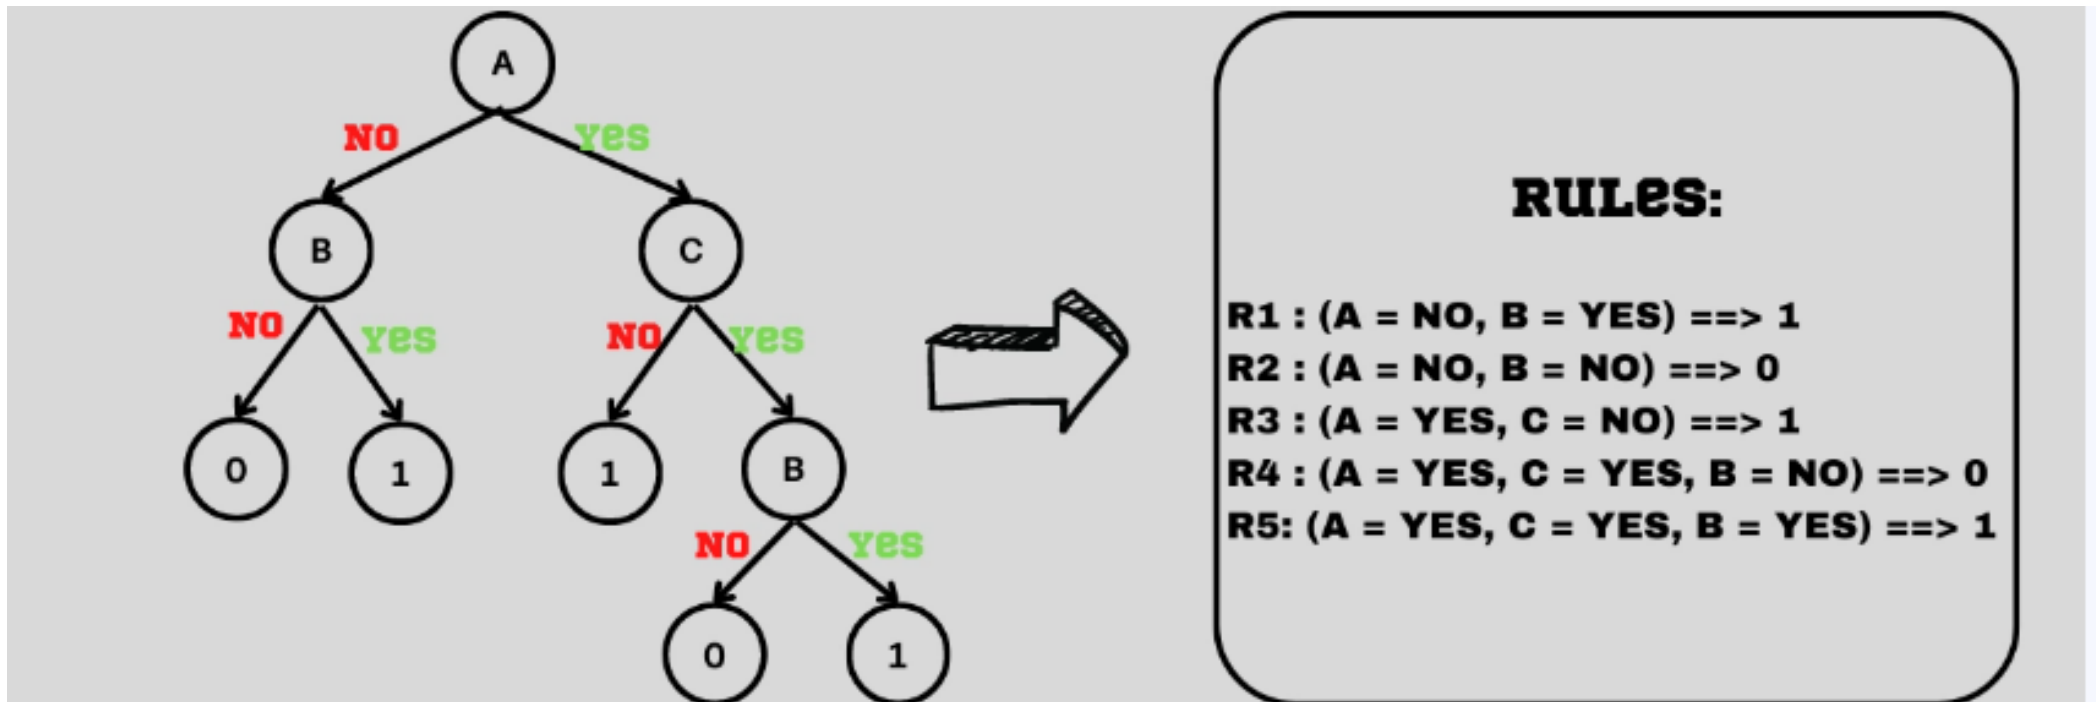 A
NO
Yes
B
C
NO
Yes
NO
Yes
0
1
1
B
NO
Yes
0
1
RULes:
R1 : (A = NO, B = YES) ==> 1
R2 : (A = NO, B = NO) ==> 0
R3 : (A = YES, C = NO) ==> 1
R4 : (A = YES, C = YES, B = NO) ==> 0
R5: (A = YES, C = YES, B = YES) ==> 1